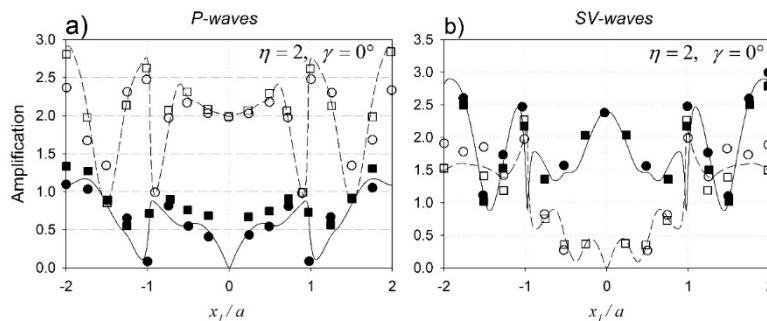 P-waves
SV-waves
a)
b)
η = 2, γ = 0°
η = 2, γ = 0°
Amplification
3.0
2.5
2.0
1.5
1.0
0.5
0.0
3.5
3.0
2.5
2.0
1.5
1.0
0.5
0.0
-2 -1 0 1 2
-2 -1 0 1 2
x₁/a
x₁/a